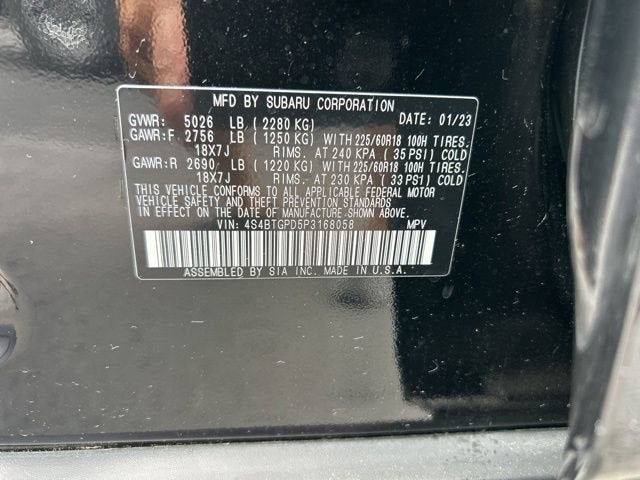 MFD BY SUBARU CORPORATION DATE: 01/23
GVWR: 5026 LB (2280 KG)
GAWR:F 2756 LB (1250 KG) WITH 225/60R18 100H TIRES.
18X7J RIMS. AT 240 KPA (35 PSI) COLD
GAWR:R 2690 LB (1220 KG) WITH 225/60R18 100H TIRES.
18X7J RIMS. AT 230 KPA (33 PSI) COLD
THIS VEHICLE CONFORMS TO ALL APPLICABLE FEDERAL MOTOR
VEHICLE SAFETY AND THEFT PREVENTION STANDARDS
IN EFFECT ON THE DATE OF MANUFACTURE SHOWN ABOVE.
VIN: 4S4BTGPD5P3168058 MPV
ASSEMBLED BY SIA INC. MADE IN U.S.A.